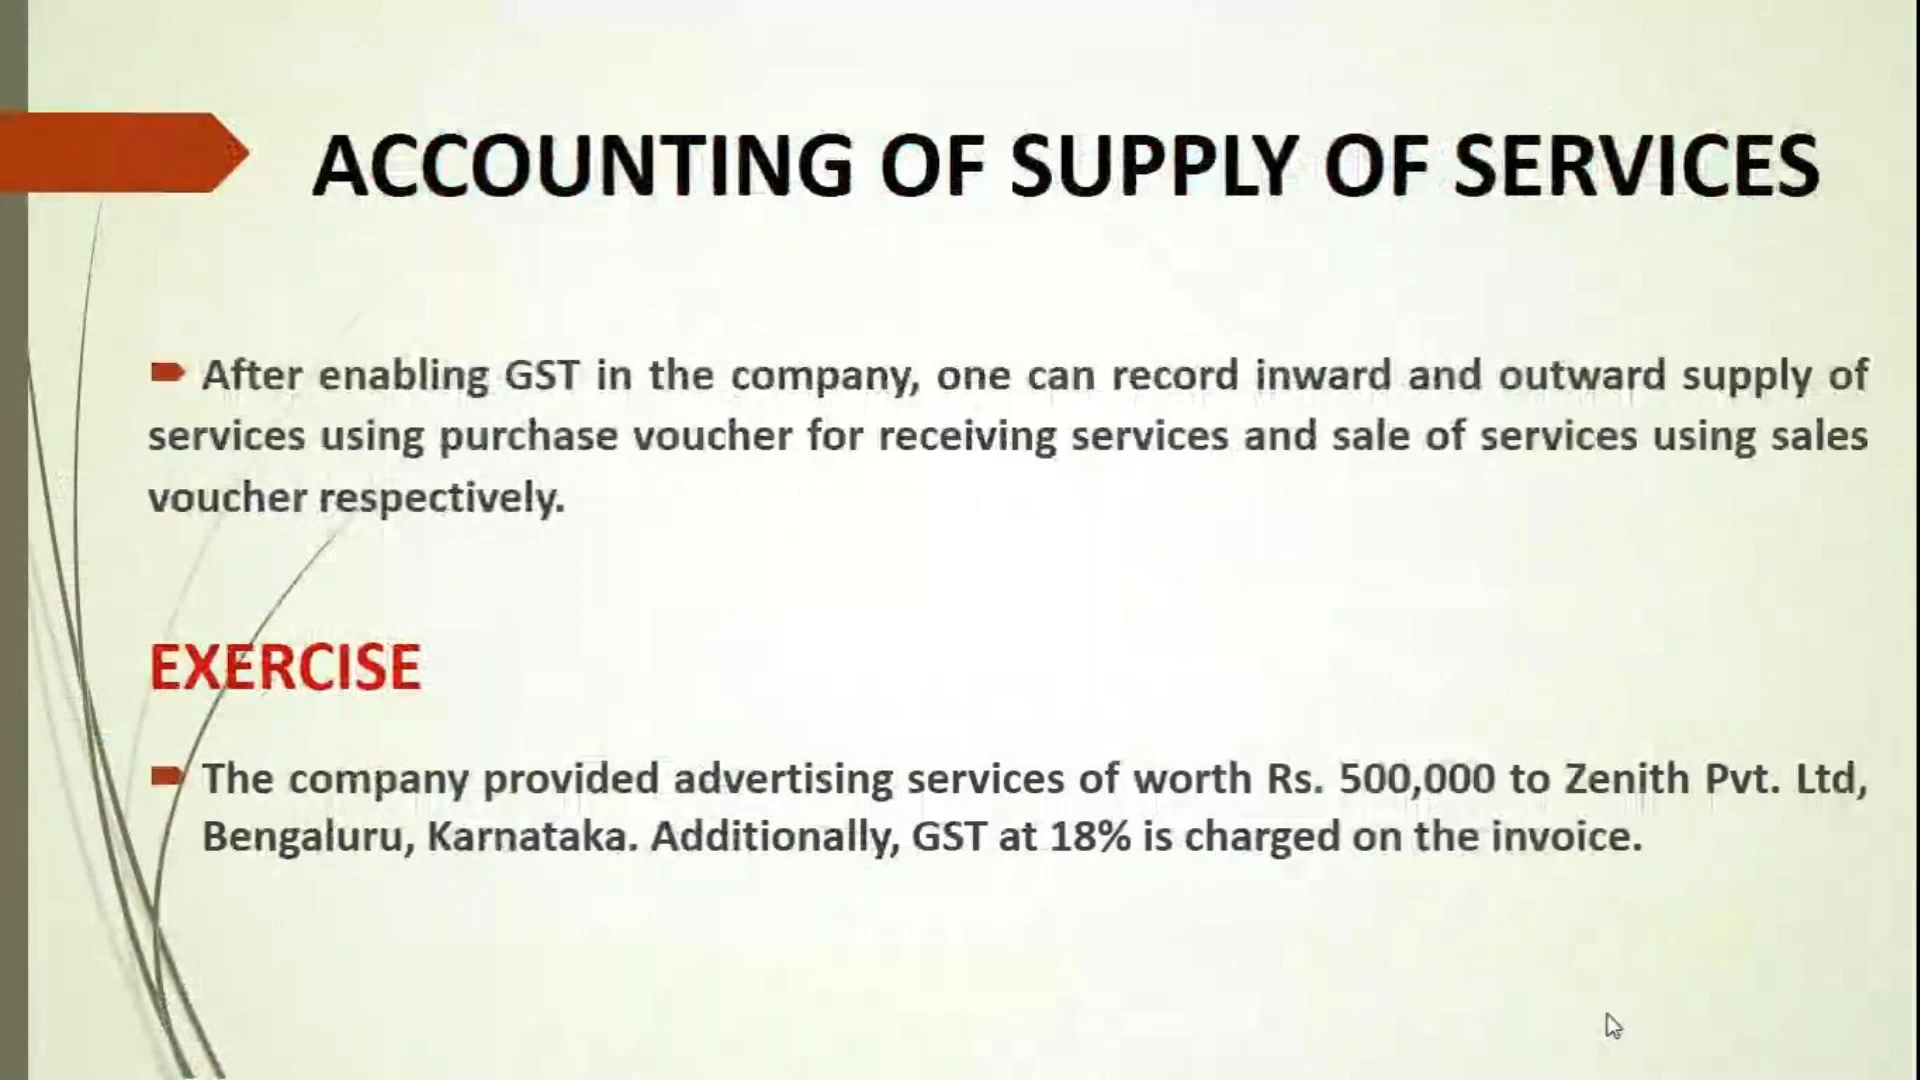 ACCOUNTING OF SUPPLY OF SERVICES
After enabling GST in the company, one can record inward and outward supply of
services using purchase voucher for receiving services and sale of services using sales
voucher respectively.
EXERCISE
The company provided advertising services of worth Rs. 500,000 to Zenith Pvt. Ltd,
Bengaluru, Karnataka. Additionally, GST at 18% is charged on the invoice.